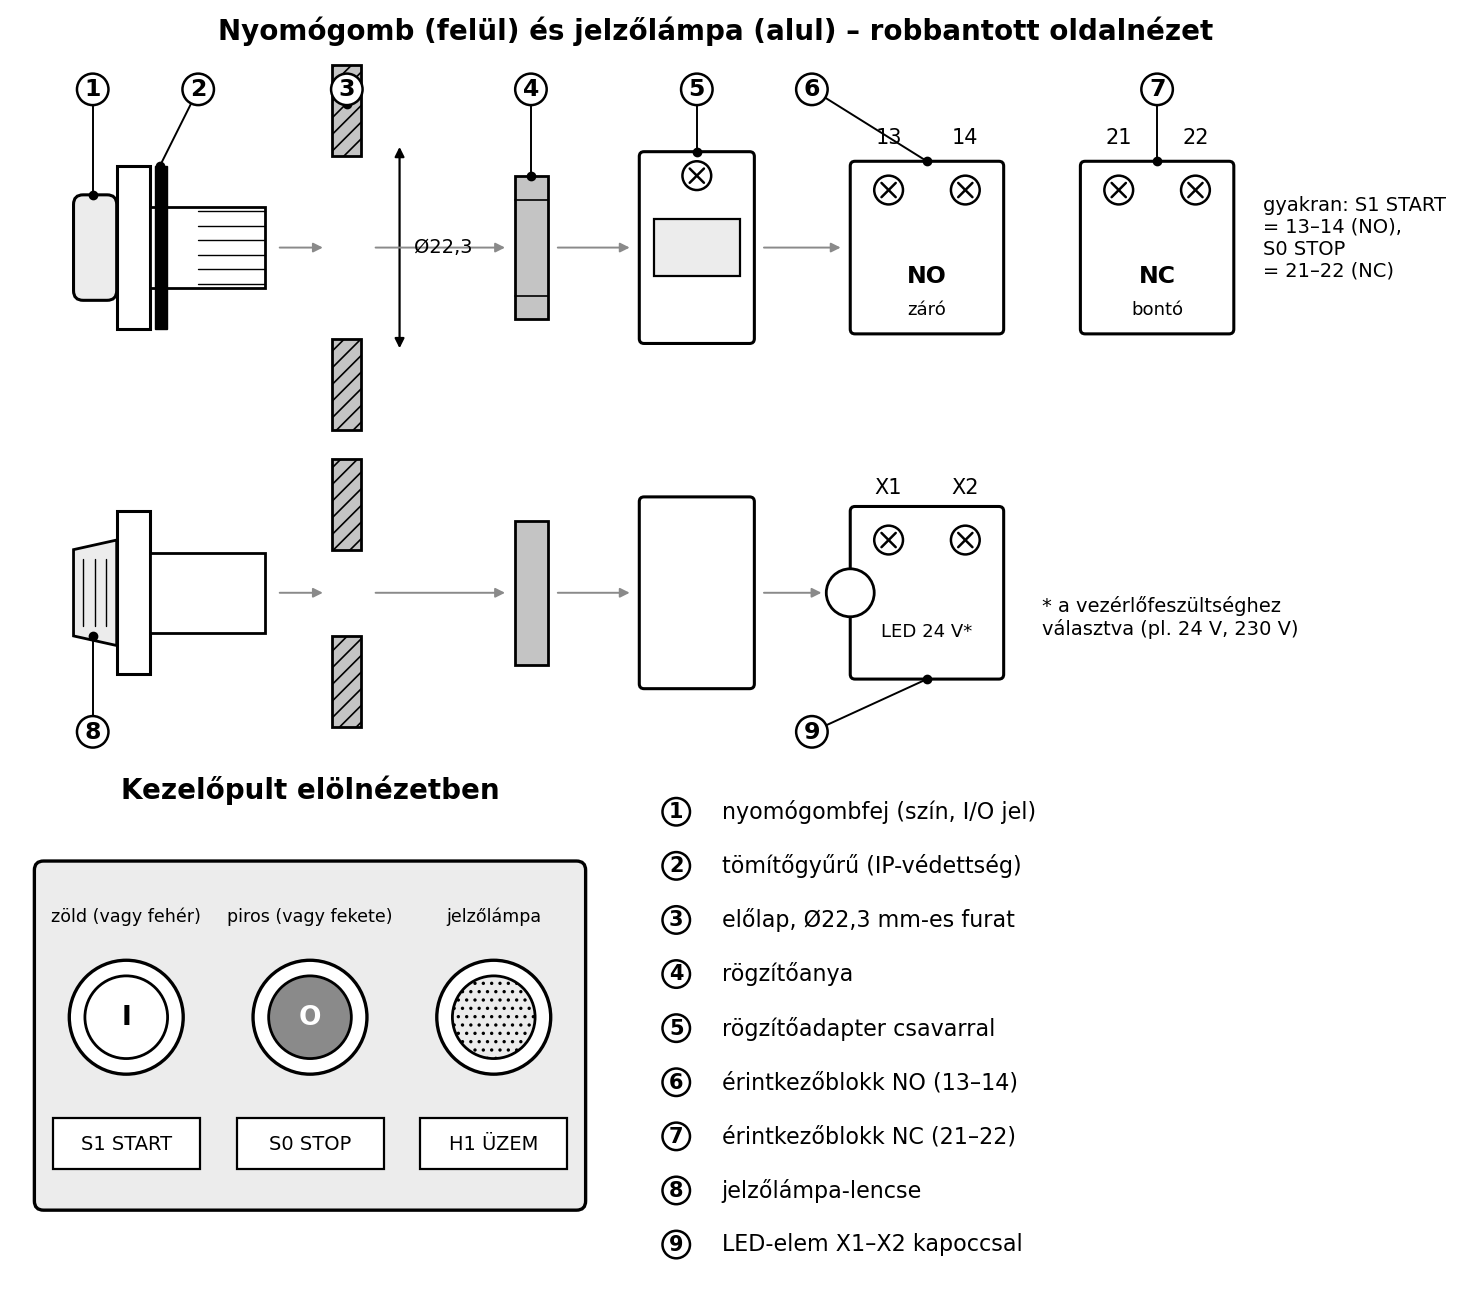 Nyomógomb (felül) és jelzőlámpa (alul) – robbantott oldalnézet
1 2 3 4 5 6 7
13 14 21 22
gyakran: S1 START
= 13–14 (NO),
S0 STOP
= 21–22 (NC)
Ø22,3
NO NC
záró bontó
X1 X2
LED 24 V*
* a vezérlőfeszültséghez
választva (pl. 24 V, 230 V)
8 9
Kezelőpult elölnézetben
zöld (vagy fehér) piros (vagy fekete) jelzőlámpa
I O
S1 START S0 STOP H1 ÜZEM
1 nyomógombfej (szín, I/O jel)
2 tömítőgyűrű (IP-védettség)
3 előlap, Ø22,3 mm-es furat
4 rögzítőanya
5 rögzítőadapter csavarral
6 érintkezőblokk NO (13–14)
7 érintkezőblokk NC (21–22)
8 jelzőlámpa-lencse
9 LED-elem X1–X2 kapoccsal